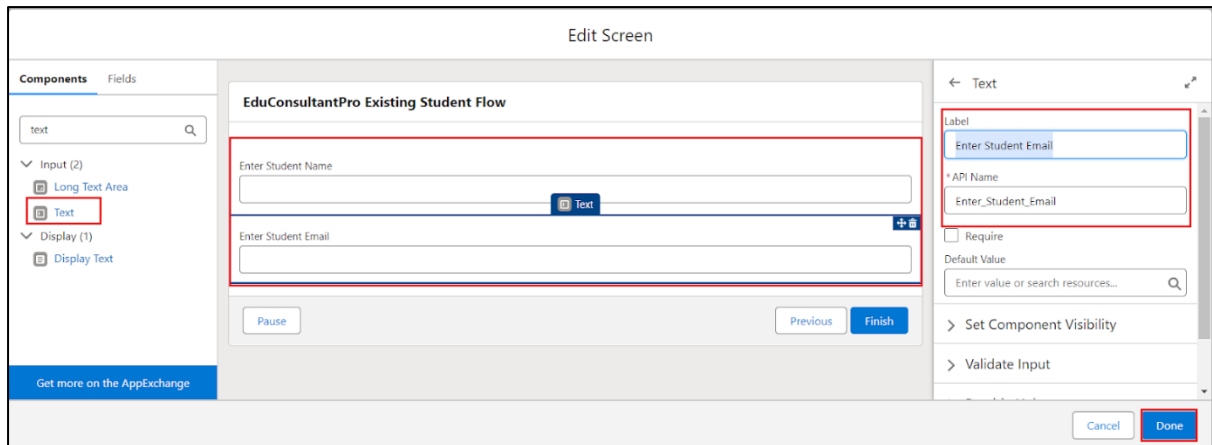 Edit Screen
Components Fields
text
Input (2)
Long Text Area
Text
Display (1)
Display Text
Get more on the AppExchange
EduConsultantPro Existing Student Flow
Enter Student Name
Text
Enter Student Email
Pause
Previous
Finish
Text
Label
Enter Student Email
* API Name
Enter_Student_Email
Require
Default Value
Enter value or search resources...
Set Component Visibility
Validate Input
Cancel
Done